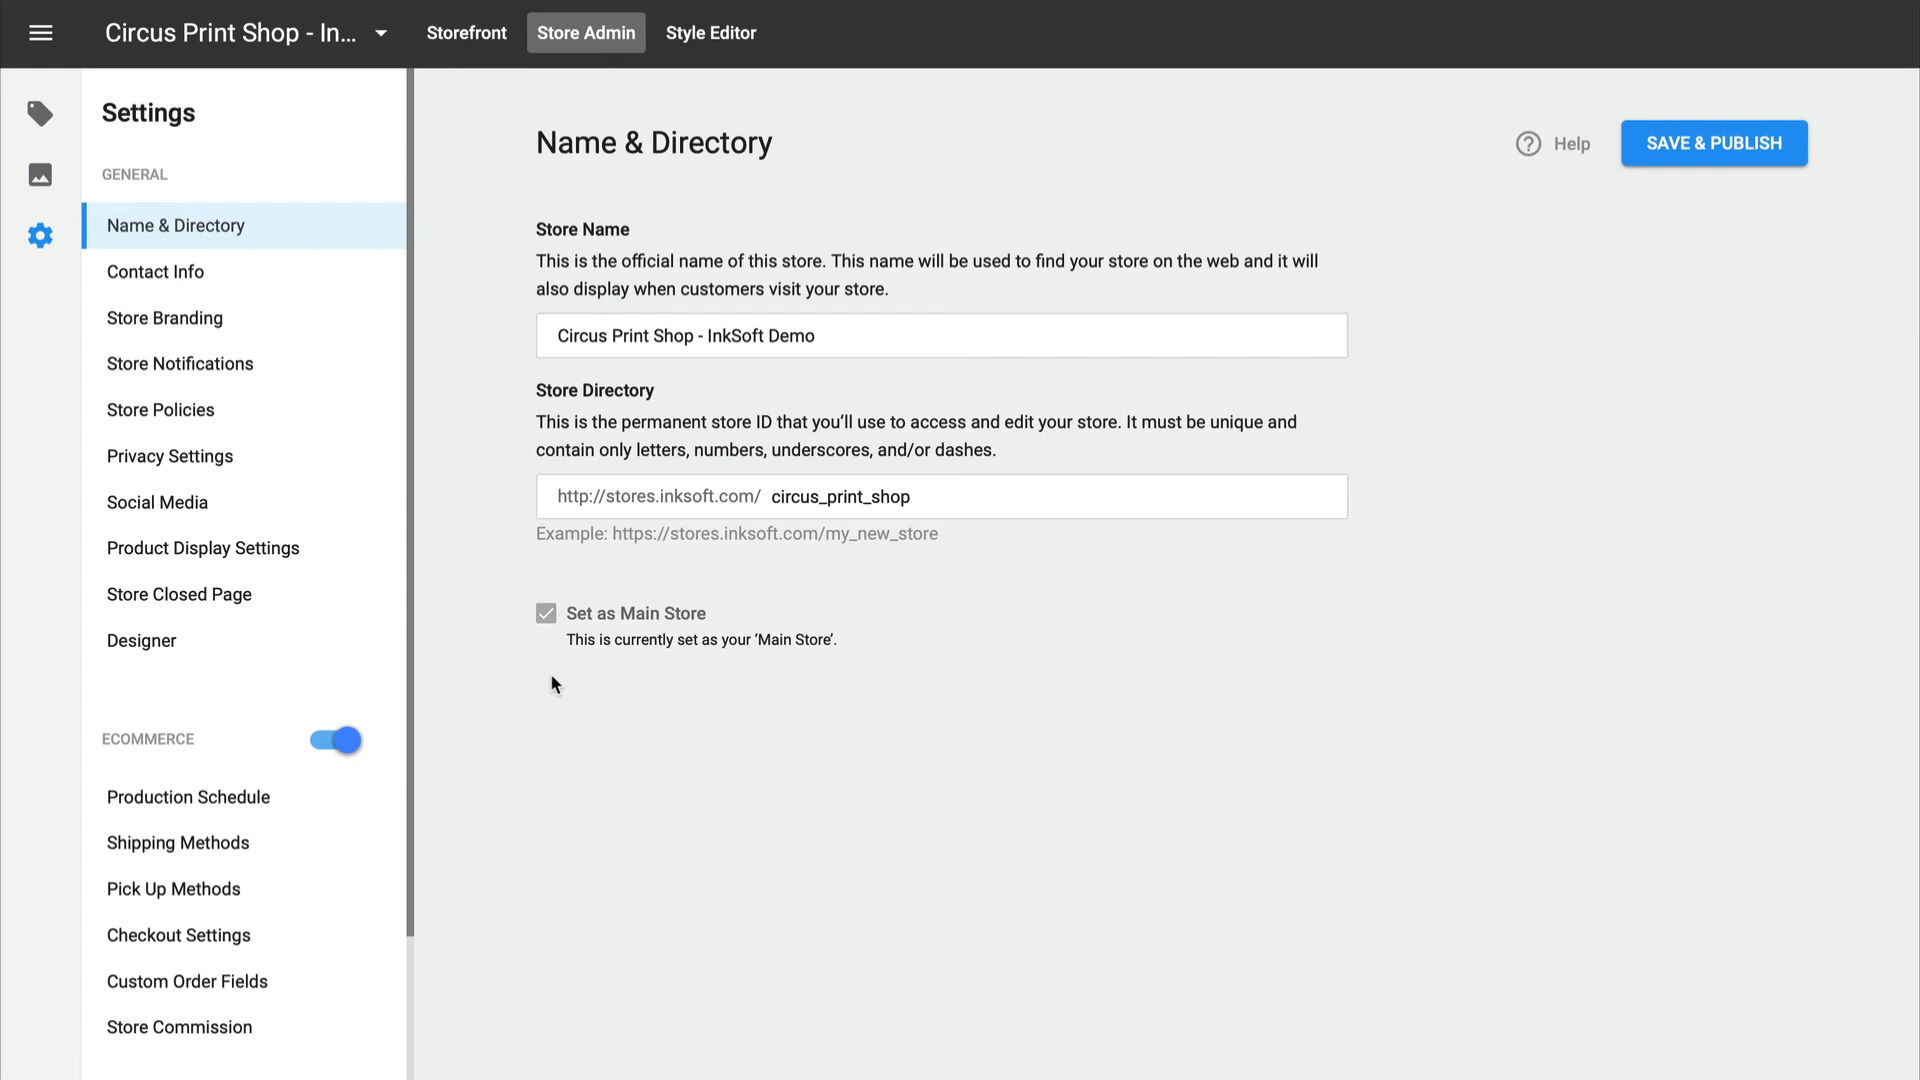 Circus Print Shop - In...
Storefront
Store Admin
Style Editor
Settings
GENERAL
Name & Directory
Contact Info
Store Branding
Store Notifications
Store Policies
Privacy Settings
Social Media
Product Display Settings
Store Closed Page
Designer
ECOMMERCE
Production Schedule
Shipping Methods
Pick Up Methods
Checkout Settings
Custom Order Fields
Store Commission
Name & Directory
? Help
SAVE & PUBLISH
Store Name
This is the official name of this store. This name will be used to find your store on the web and it will
also display when customers visit your store.
Circus Print Shop - InkSoft Demo
Store Directory
This is the permanent store ID that you’ll use to access and edit your store. It must be unique and
contain only letters, numbers, underscores, and/or dashes.
http://stores.inksoft.com/ circus_print_shop
Example: https://stores.inksoft.com/my_new_store
Set as Main Store
This is currently set as your ‘Main Store’.